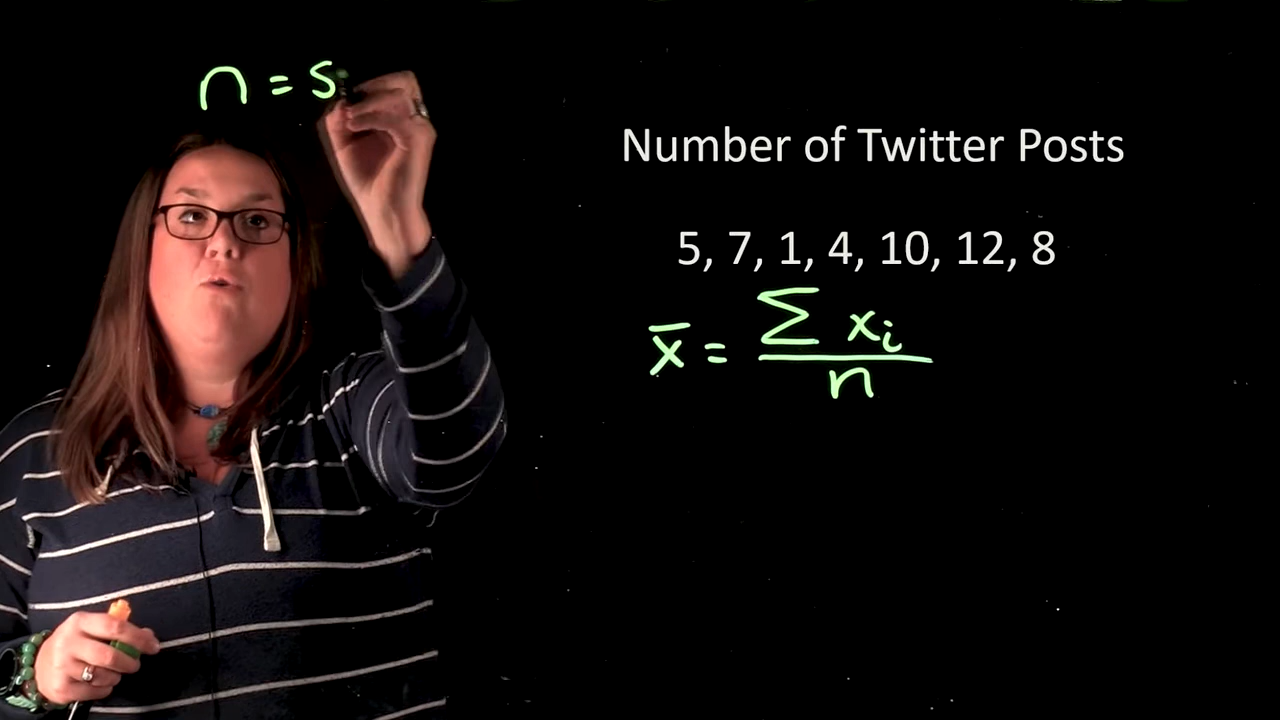 n = s
Number of Twitter Posts
5, 7, 1, 4, 10, 12, 8
x̄ = Σ xᵢ
n